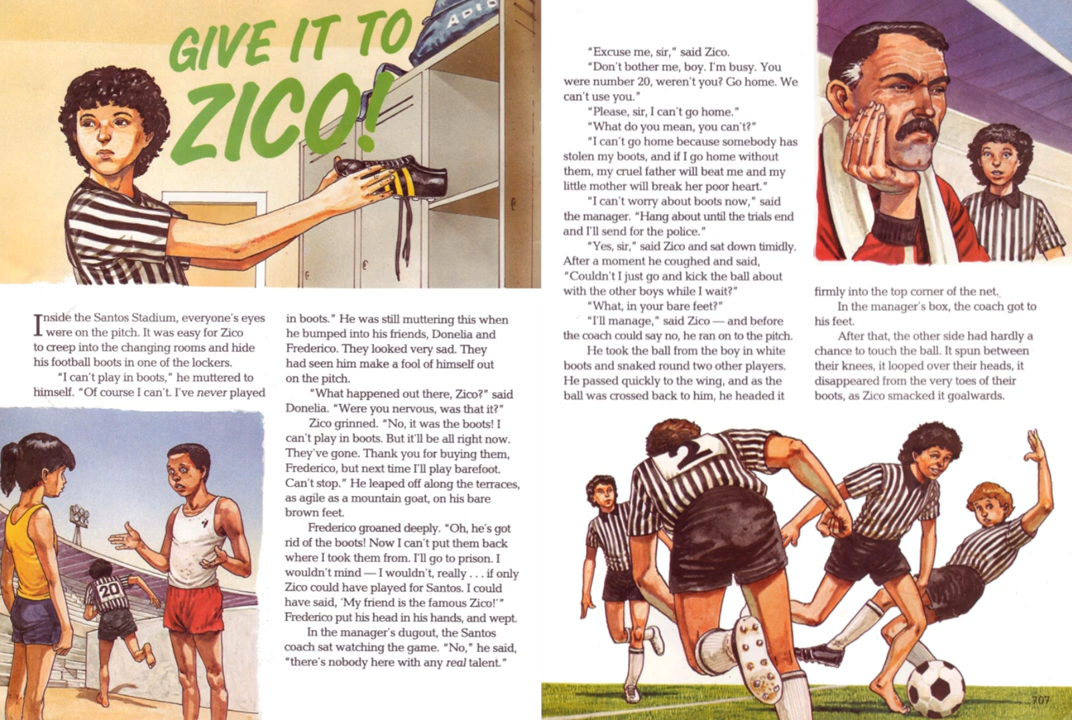 GIVE IT TO
ZICO!
ADID
Inside the Santos Stadium, everyone's eyes
were on the pitch. It was easy for Zico
to creep into the changing rooms and hide
his football boots in one of the lockers.
"I can't play in boots," he muttered to
himself. "Of course I can't. I've never played
in boots." He was still muttering this when
he bumped into his friends, Donelia and
Frederico. They looked very sad. They
had seen him make a fool of himself out
on the pitch.
"What happened out there, Zico?" said
Donelia. "Were you nervous, was that it?"
Zico grinned. "No, it was the boots! I
can't play in boots. But it'll be all right now.
They've gone. Thank you for buying them,
Frederico, but next time I'll play barefoot.
Can't stop." He leaped off along the terraces,
as agile as a mountain goat, on his bare
brown feet.
Frederico groaned deeply. "Oh, he's got
rid of the boots! Now I can't put them back
where I took them from. I'll go to prison. I
wouldn't mind — I wouldn't, really . . . if only
Zico could have played for Santos. I could
have said, 'My friend is the famous Zico!'"
Frederico put his head in his hands, and wept.
In the manager's dugout, the Santos
coach sat watching the game. "No," he said,
"there's nobody here with any real talent."
20
"Excuse me, sir," said Zico.
"Don't bother me, boy. I'm busy. You
were number 20, weren't you? Go home. We
can't use you."
"Please, sir, I can't go home."
"What do you mean, you can't?"
"I can't go home because somebody has
stolen my boots, and if I go home without
them, my cruel father will beat me and my
little mother will break her poor heart."
"I can't worry about boots now," said
the manager. "Hang about until the trials end
and I'll send for the police."
"Yes, sir," said Zico and sat down timidly.
After a moment he coughed and said,
"Couldn't I just go and kick the ball about
with the other boys while I wait?"
"What, in your bare feet?"
"I'll manage," said Zico — and before
the coach could say no, he ran on to the pitch.
He took the ball from the boy in white
boots and snaked round two other players.
He passed quickly to the wing, and as the
ball was crossed back to him, he headed it
firmly into the top corner of the net.
In the manager's box, the coach got to
his feet.
After that, the other side had hardly a
chance to touch the ball. It spun between
their knees, it looped over their heads, it
disappeared from the very toes of their
boots, as Zico smacked it goalwards.
2
707